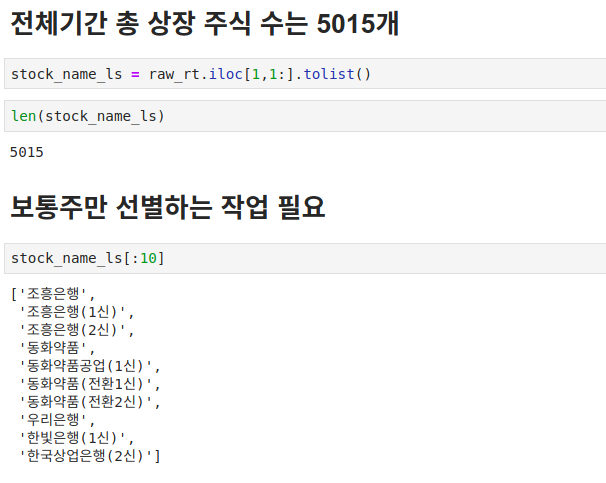 전체기간 총 상장 주식 수는 5015개
stock_name_ls = raw_rt.iloc[1,1:].tolist()
len(stock_name_ls)
5015
보통주만 선별하는 작업 필요
stock_name_ls[:10]
['조흥은행',
'조흥은행(1신)',
'조흥은행(2신)',
'동화약품',
'동화약품공업(1신)',
'동화약품(전환1신)',
'동화약품(전환2신)',
'우리은행',
'한빛은행(1신)',
'한국상업은행(2신)']